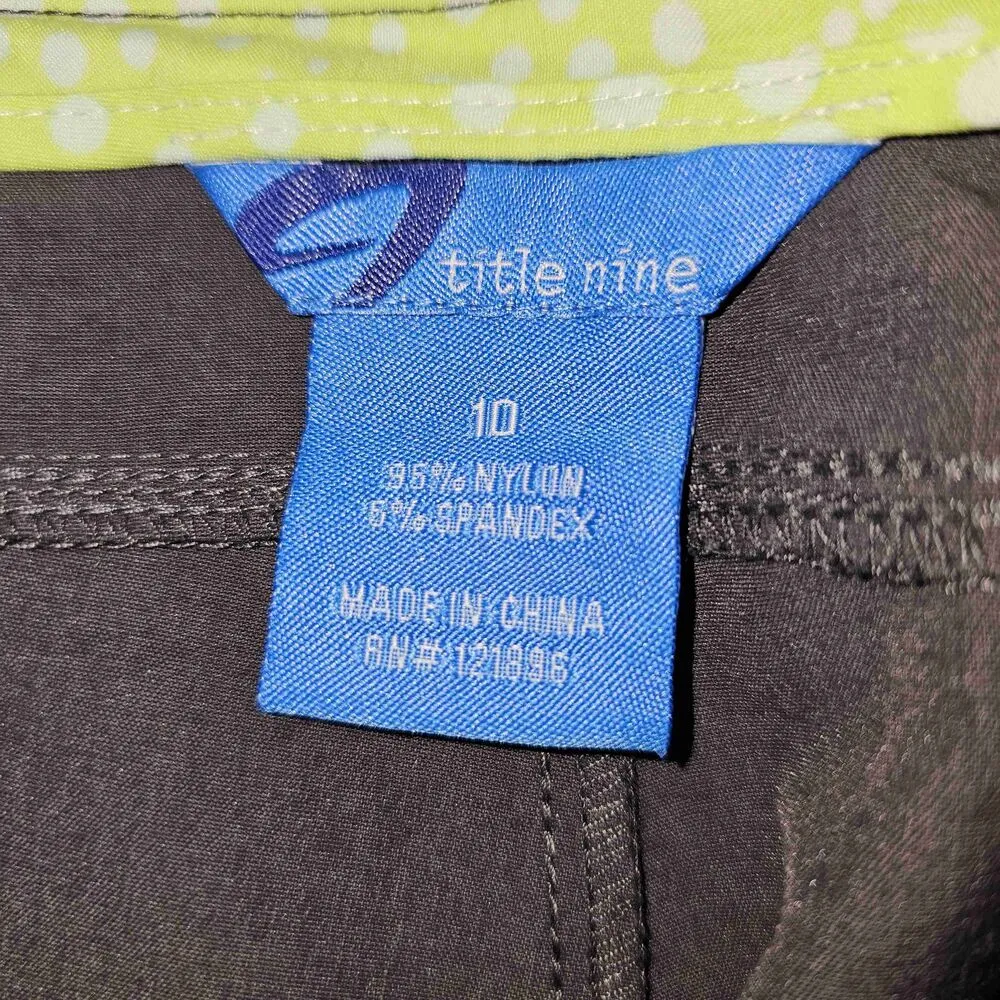 title nine
10
95% NYLON
5% SPANDEX
MADE IN CHINA
RN# 121896